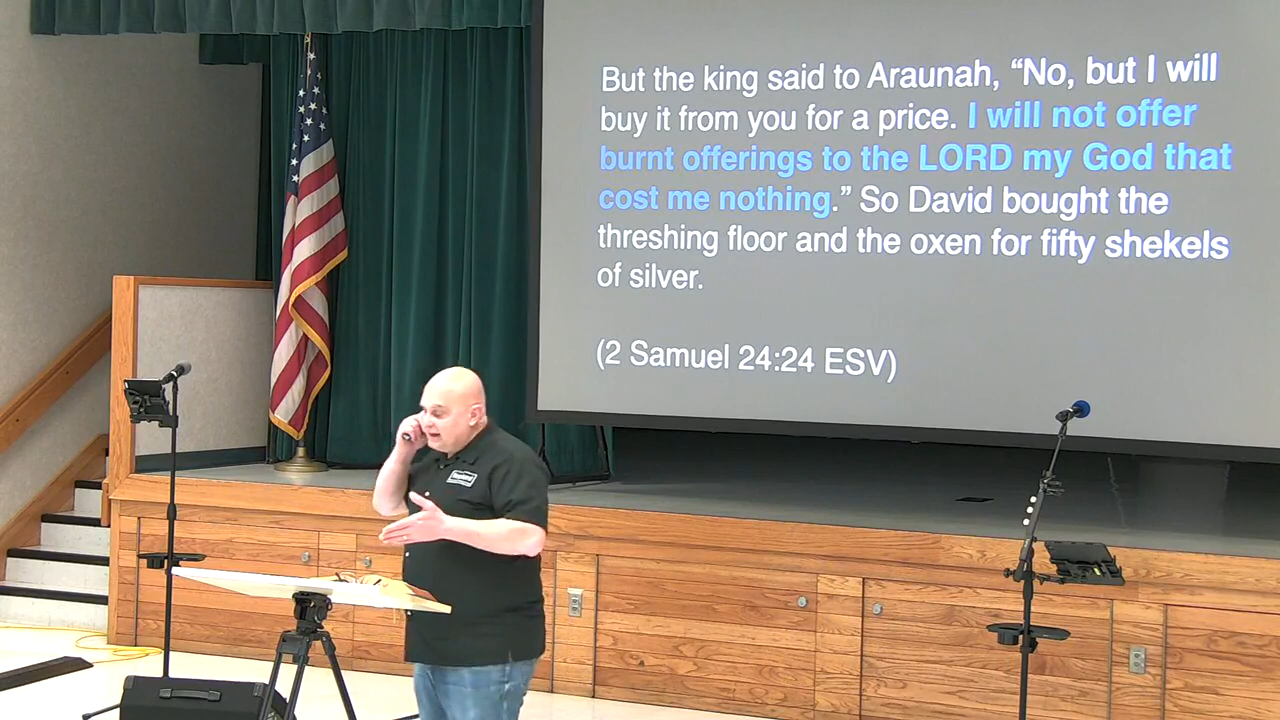 But the king said to Araunah, “No, but I will
buy it from you for a price. I will not offer
burnt offerings to the LORD my God that
cost me nothing.” So David bought the
threshing floor and the oxen for fifty shekels
of silver.
(2 Samuel 24:24 ESV)